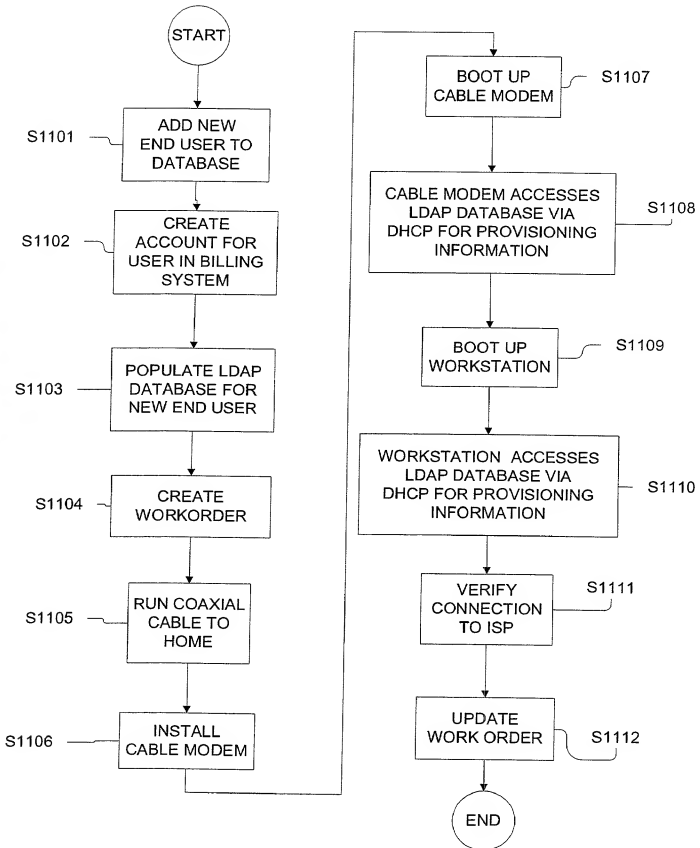 START
S1101
ADD NEW
END USER TO
DATABASE
S1102
CREATE
ACCOUNT FOR
USER IN BILLING
SYSTEM
S1103
POPULATE LDAP
DATABASE FOR
NEW END USER
S1104
CREATE
WORKORDER
S1105
RUN COAXIAL
CABLE TO
HOME
S1106
INSTALL
CABLE MODEM
BOOT UP
CABLE MODEM
S1107
CABLE MODEM ACCESSES
LDAP DATABASE VIA
DHCP FOR PROVISIONING
INFORMATION
S1108
BOOT UP
WORKSTATION
S1109
WORKSTATION ACCESSES
LDAP DATABASE VIA
DHCP FOR PROVISIONING
INFORMATION
S1110
VERIFY
CONNECTION
TO ISP
S1111
UPDATE
WORK ORDER
S1112
END